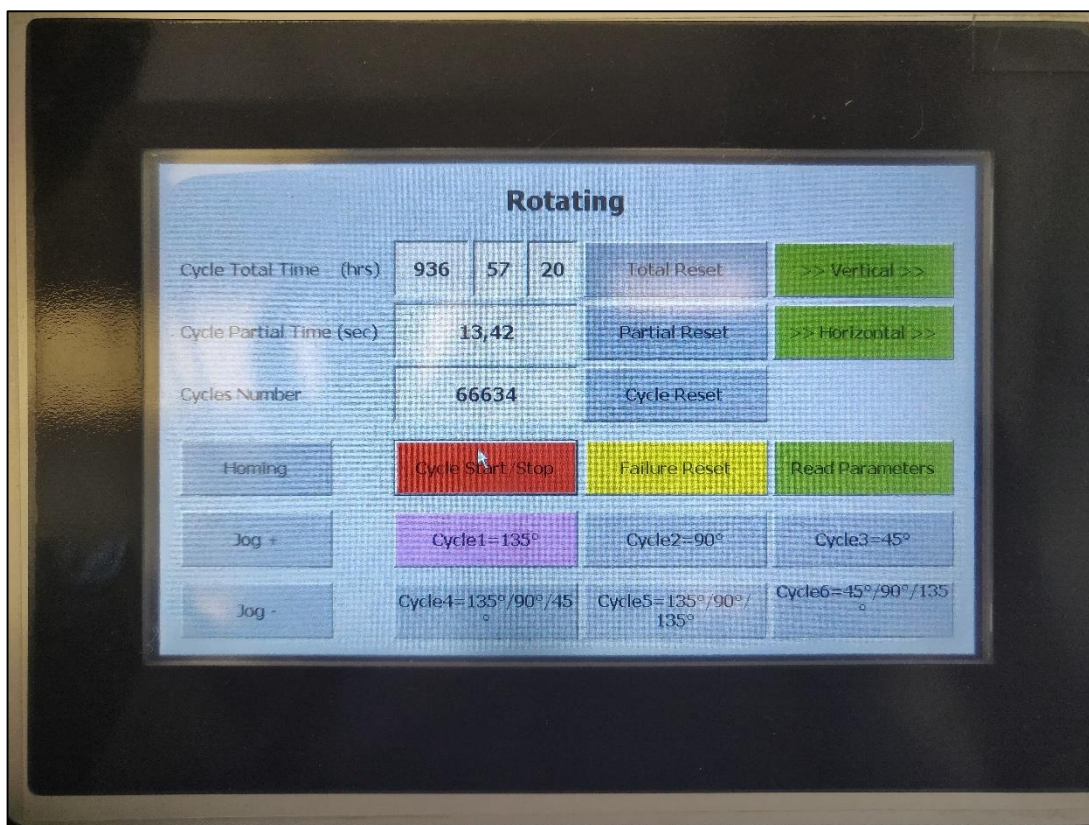 Rotating
Cycle Total Time (hrs) 936 57 20 Total Reset >> Vertical >>
Cycle Partial Time (sec) 13,42 Partial Reset >> Horizontal >>
Cycles Number 66634 Cycle Reset
Homing Cycle Start/Stop Failure Reset Read Parameters
Jog + Cycle1=135° Cycle2=90° Cycle3=45°
Jog - Cycle4=135°/90°/45 Cycle5=135°/90°/ Cycle6=45°/90°/135
° 135° °